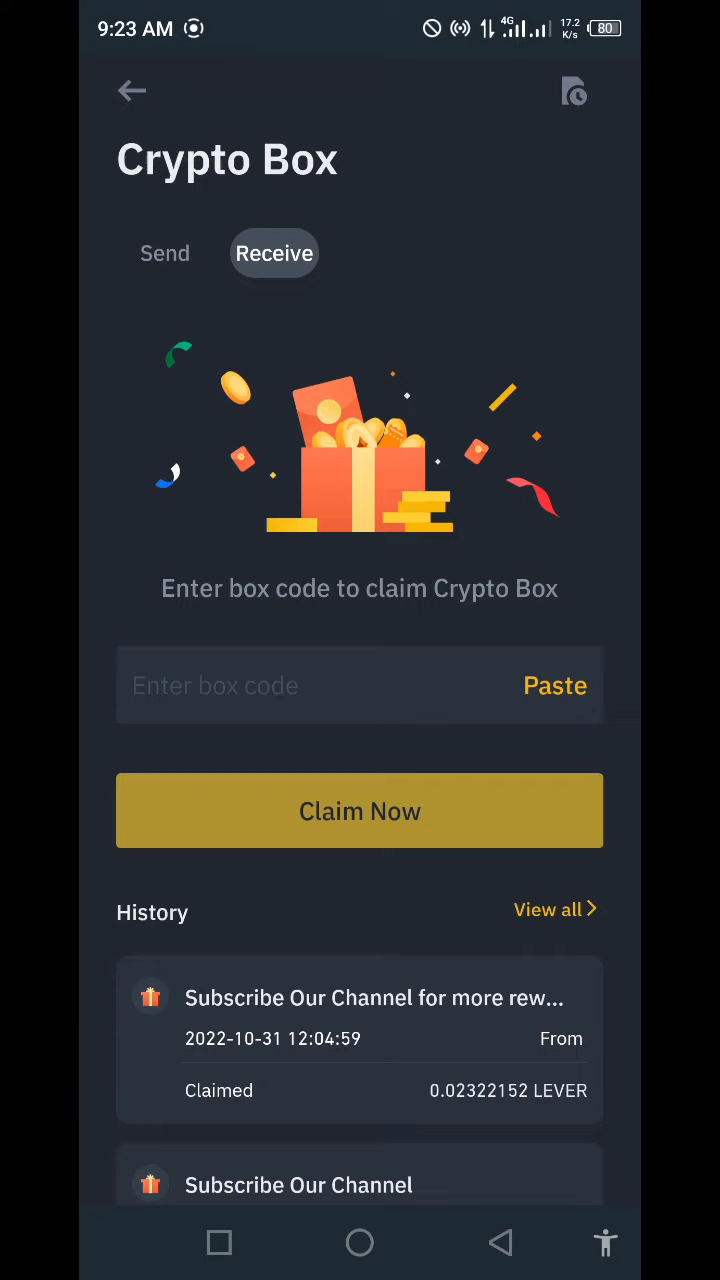 9:23 AM 4G 17.2 K/s 80
Crypto Box
Send Receive
Enter box code to claim Crypto Box
Enter box code Paste
Claim Now
History View all
Subscribe Our Channel for more rew...
2022-10-31 12:04:59 From
Claimed 0.02322152 LEVER
Subscribe Our Channel